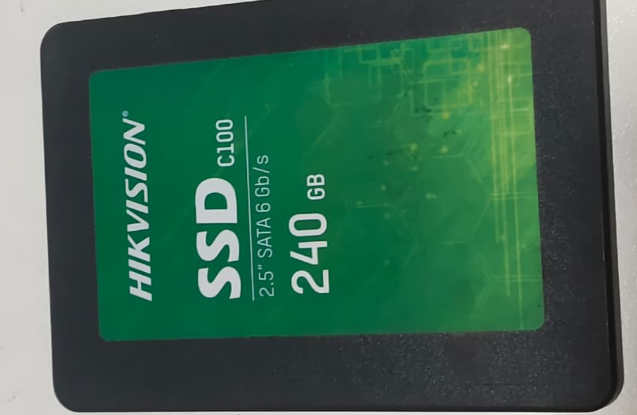 HIKVISION®
SSD C100
2.5" SATA 6 Gb/s
240 GB